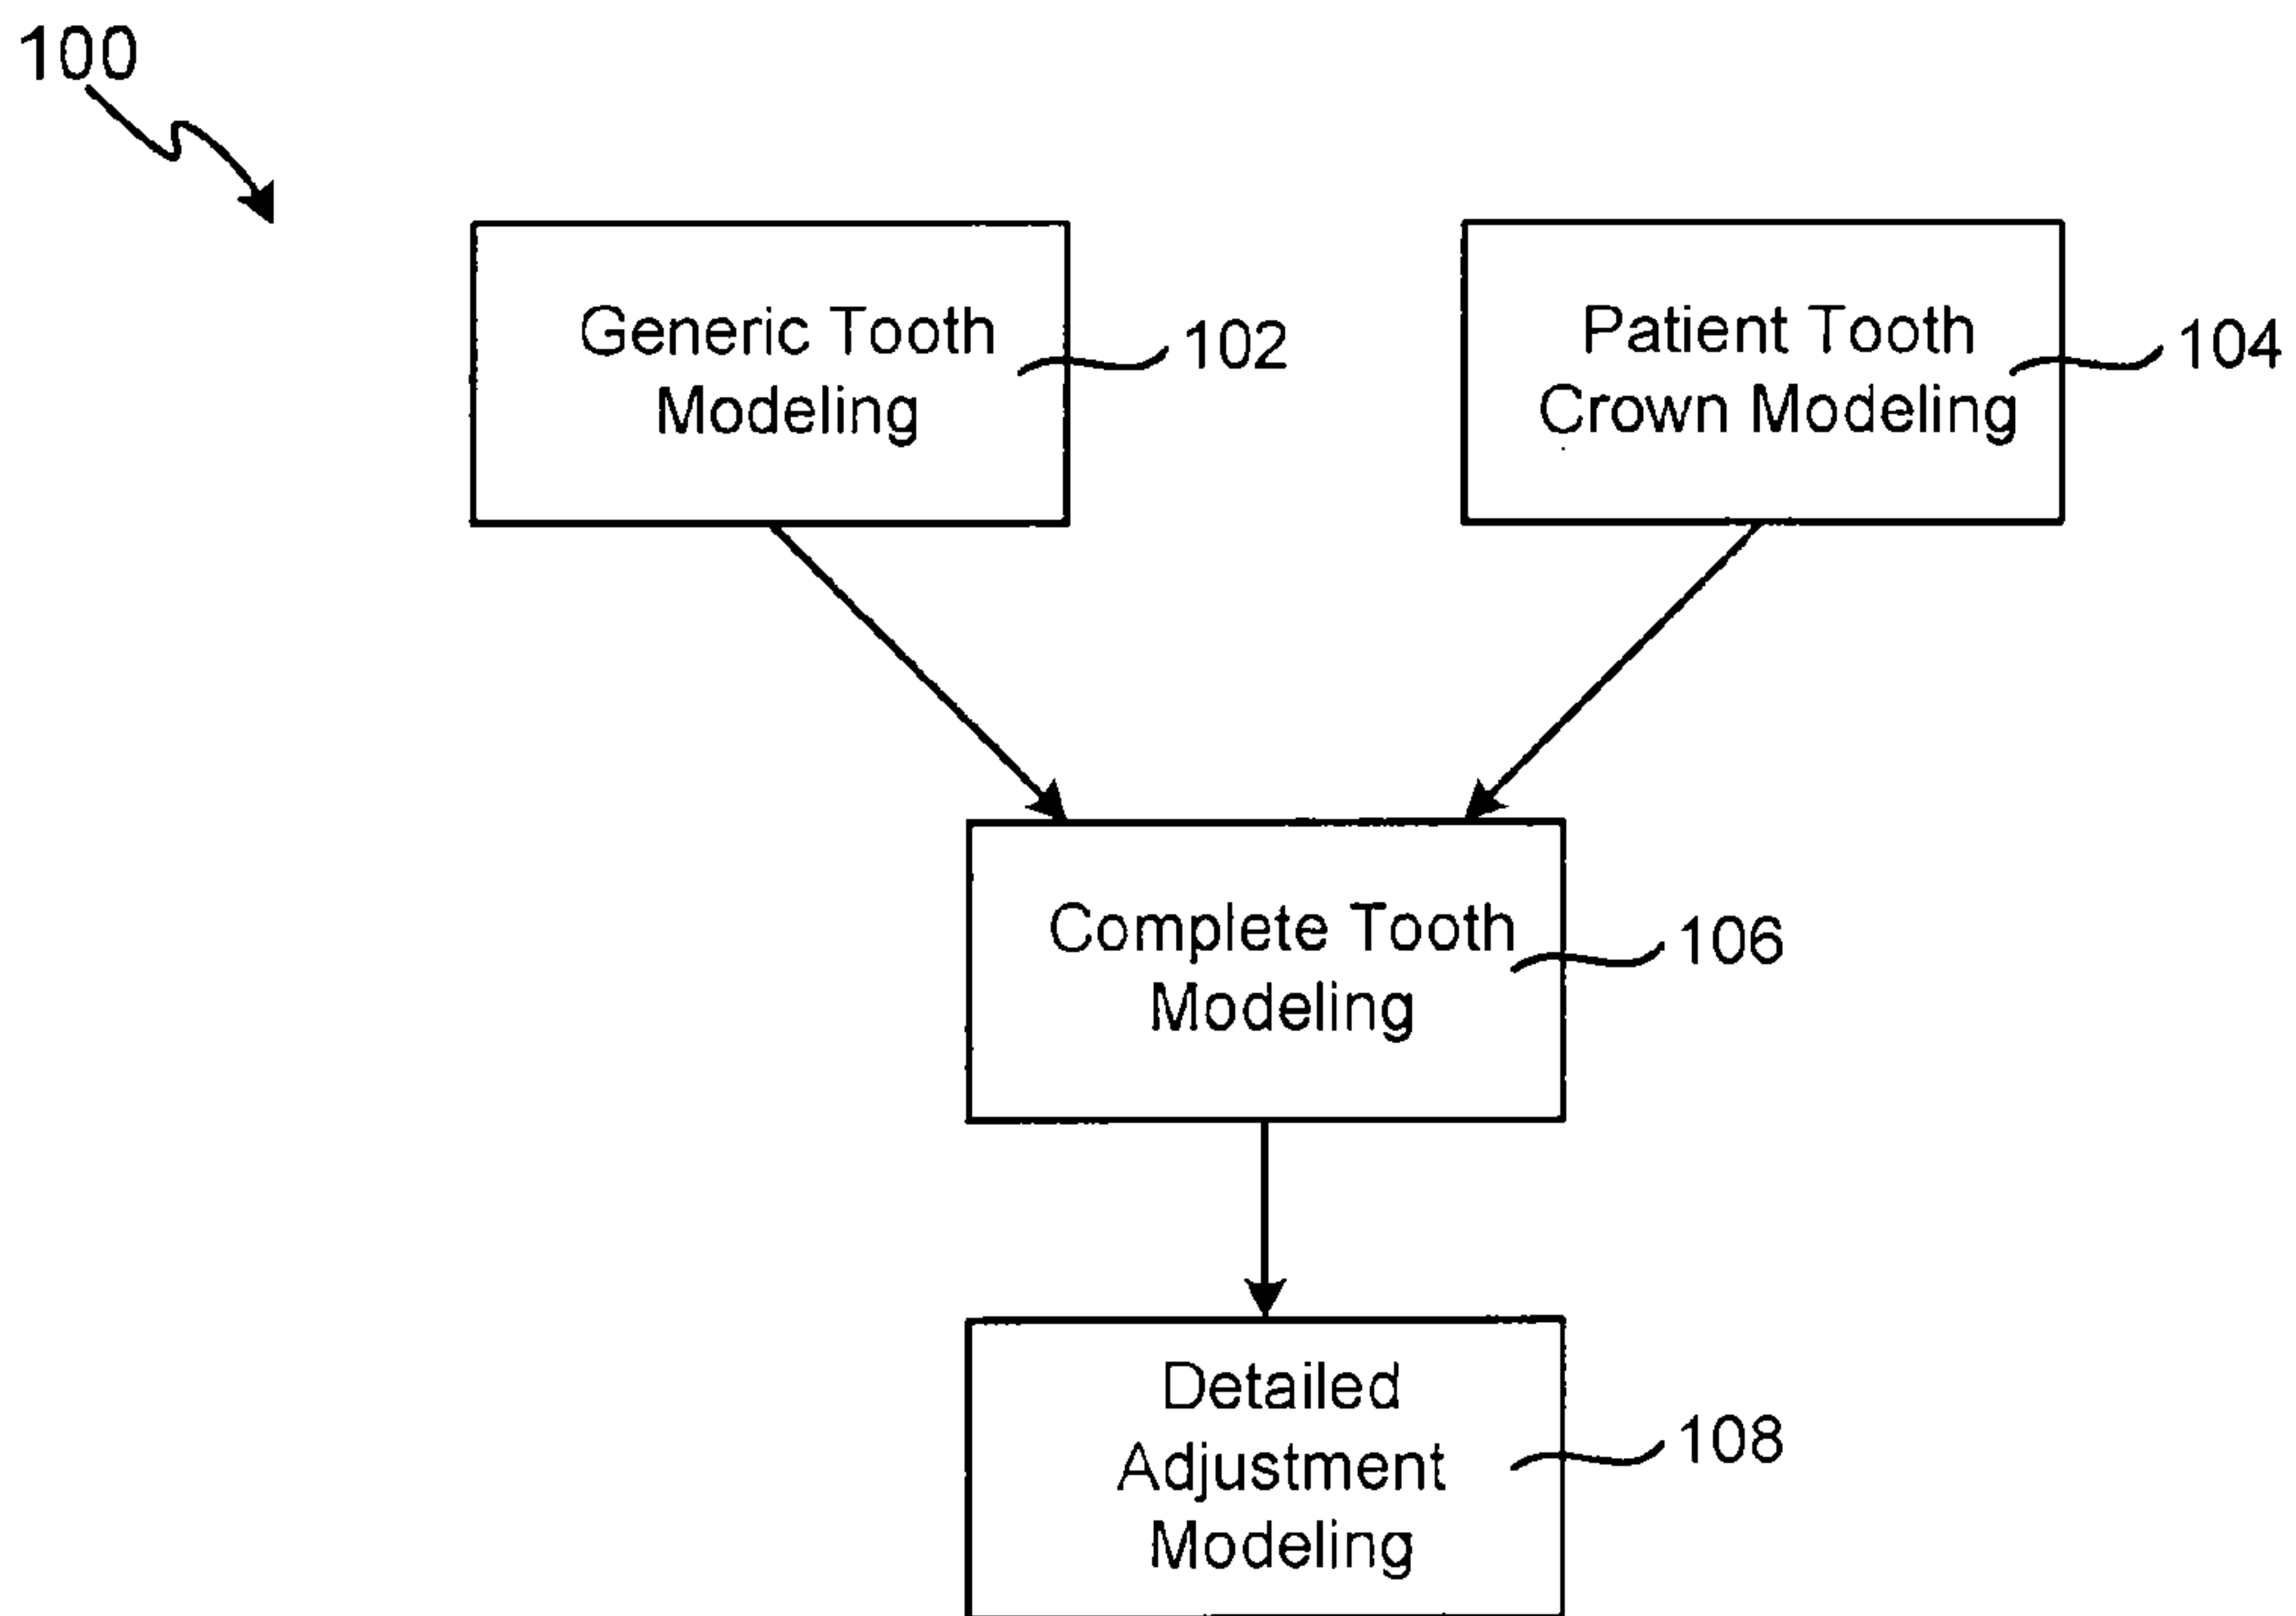 100
Generic Tooth
Modeling
102
Patient Tooth
Crown Modeling
104
Complete Tooth
Modeling
106
Detailed
Adjustment
Modeling
108